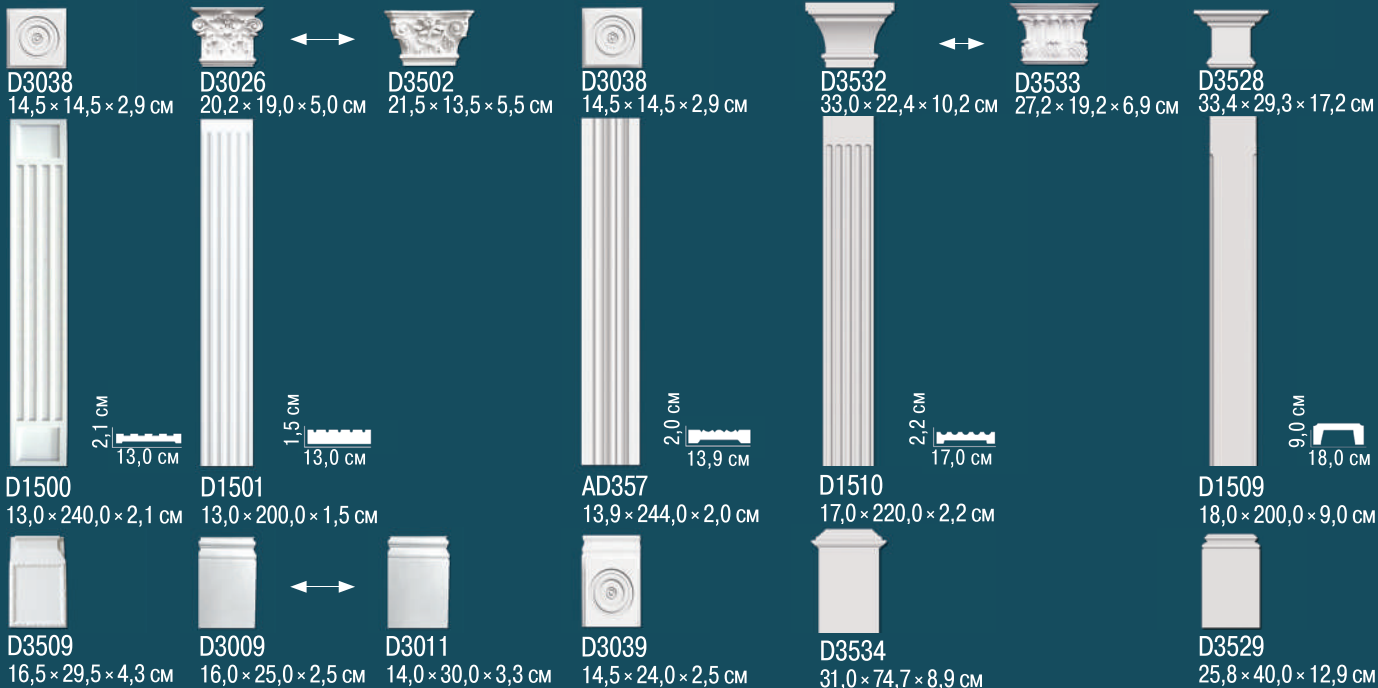 D3038
14,5 × 14,5 × 2,9 см
D3026
20,2 × 19,0 × 5,0 см
D3502
21,5 × 13,5 × 5,5 см
D3038
14,5 × 14,5 × 2,9 см
D3532
33,0 × 22,4 × 10,2 см
D3533
27,2 × 19,2 × 6,9 см
D3528
33,4 × 29,3 × 17,2 см
2,1 см
13,0 см
1,5 см
13,0 см
2,0 см
13,9 см
2,2 см
17,0 см
9,0 см
18,0 см
D1500
13,0 × 240,0 × 2,1 см
D1501
13,0 × 200,0 × 1,5 см
AD357
13,9 × 244,0 × 2,0 см
D1510
17,0 × 220,0 × 2,2 см
D1509
18,0 × 200,0 × 9,0 см
D3509
16,5 × 29,5 × 4,3 см
D3009
16,0 × 25,0 × 2,5 см
D3011
14,0 × 30,0 × 3,3 см
D3039
14,5 × 24,0 × 2,5 см
D3534
31,0 × 74,7 × 8,9 см
D3529
25,8 × 40,0 × 12,9 см